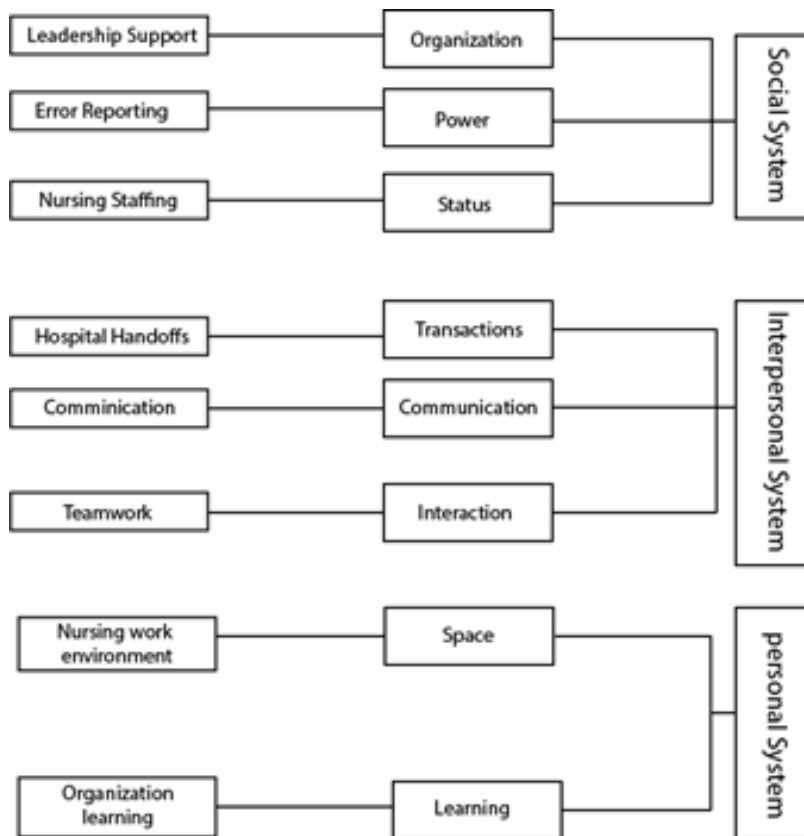 Leadership Support
Organization
Error Reporting
Power
Nursing Staffing
Status
Social System
Hospital Handoffs
Transactions
Comminication
Communication
Teamwork
Interaction
Interpersonal System
Nursing work
environment
Space
Organization
learning
Learning
personal System